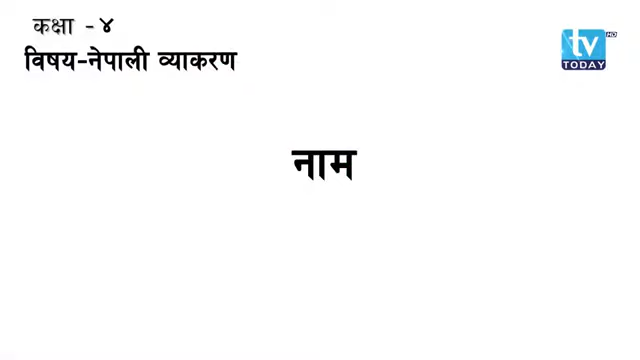 कक्षा - ४
विषय-नेपाली व्याकरण
tv
HD
TODAY
नाम